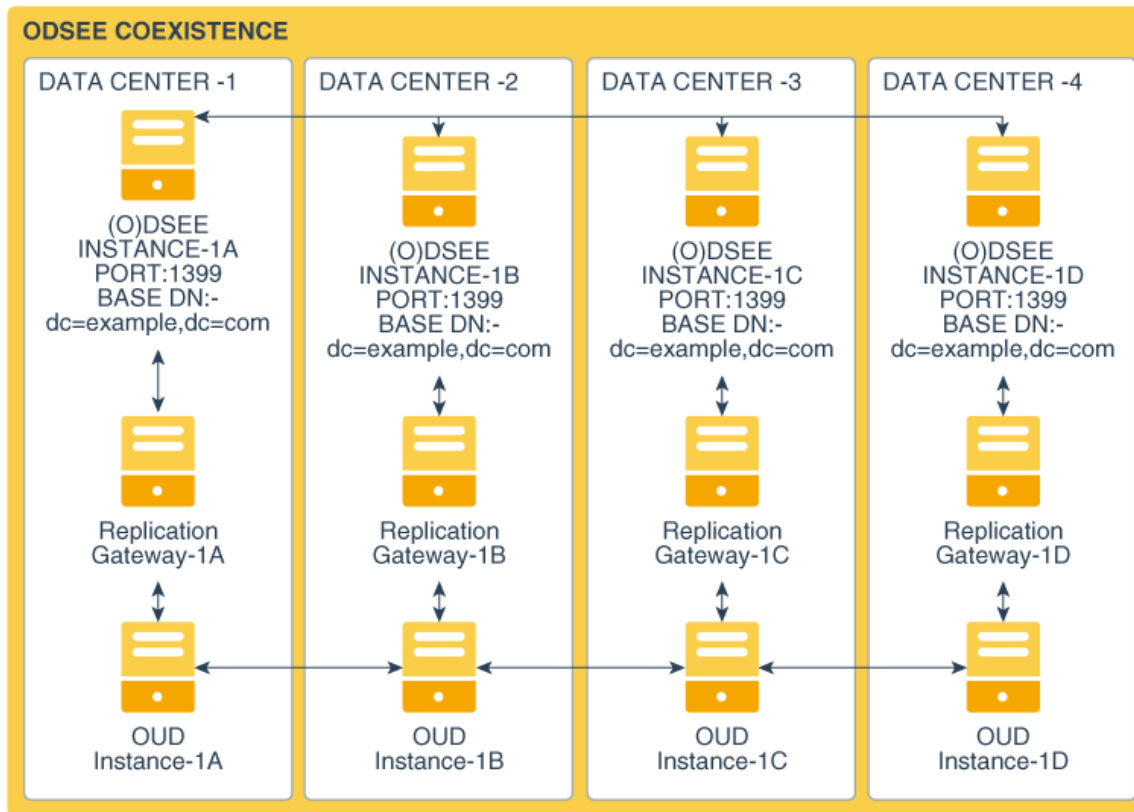 ODSEE COEXISTENCE
DATA CENTER -1
(O)DSEE
INSTANCE-1A
PORT:1399
BASE DN:-
dc=example,dc=com
Replication
Gateway-1A
OUD
Instance-1A
DATA CENTER -2
(O)DSEE
INSTANCE-1B
PORT:1399
BASE DN:-
dc=example,dc=com
Replication
Gateway-1B
OUD
Instance-1B
DATA CENTER -3
(O)DSEE
INSTANCE-1C
PORT:1399
BASE DN:-
dc=example,dc=com
Replication
Gateway-1C
OUD
Instance-1C
DATA CENTER -4
(O)DSEE
INSTANCE-1D
PORT:1399
BASE DN:-
dc=example,dc=com
Replication
Gateway-1D
OUD
Instance-1D